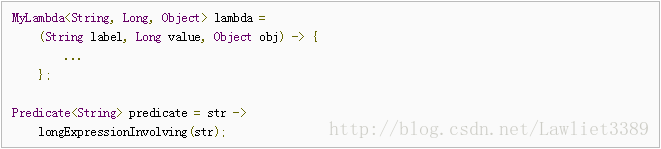 MyLambda<String, Long, Object> lambda =
    (String label, Long value, Object obj) -> {
        ...
    };

Predicate<String> predicate = str ->
    longExpressionInvolving(str);
http://blog.csdn.net/Lawliet3389